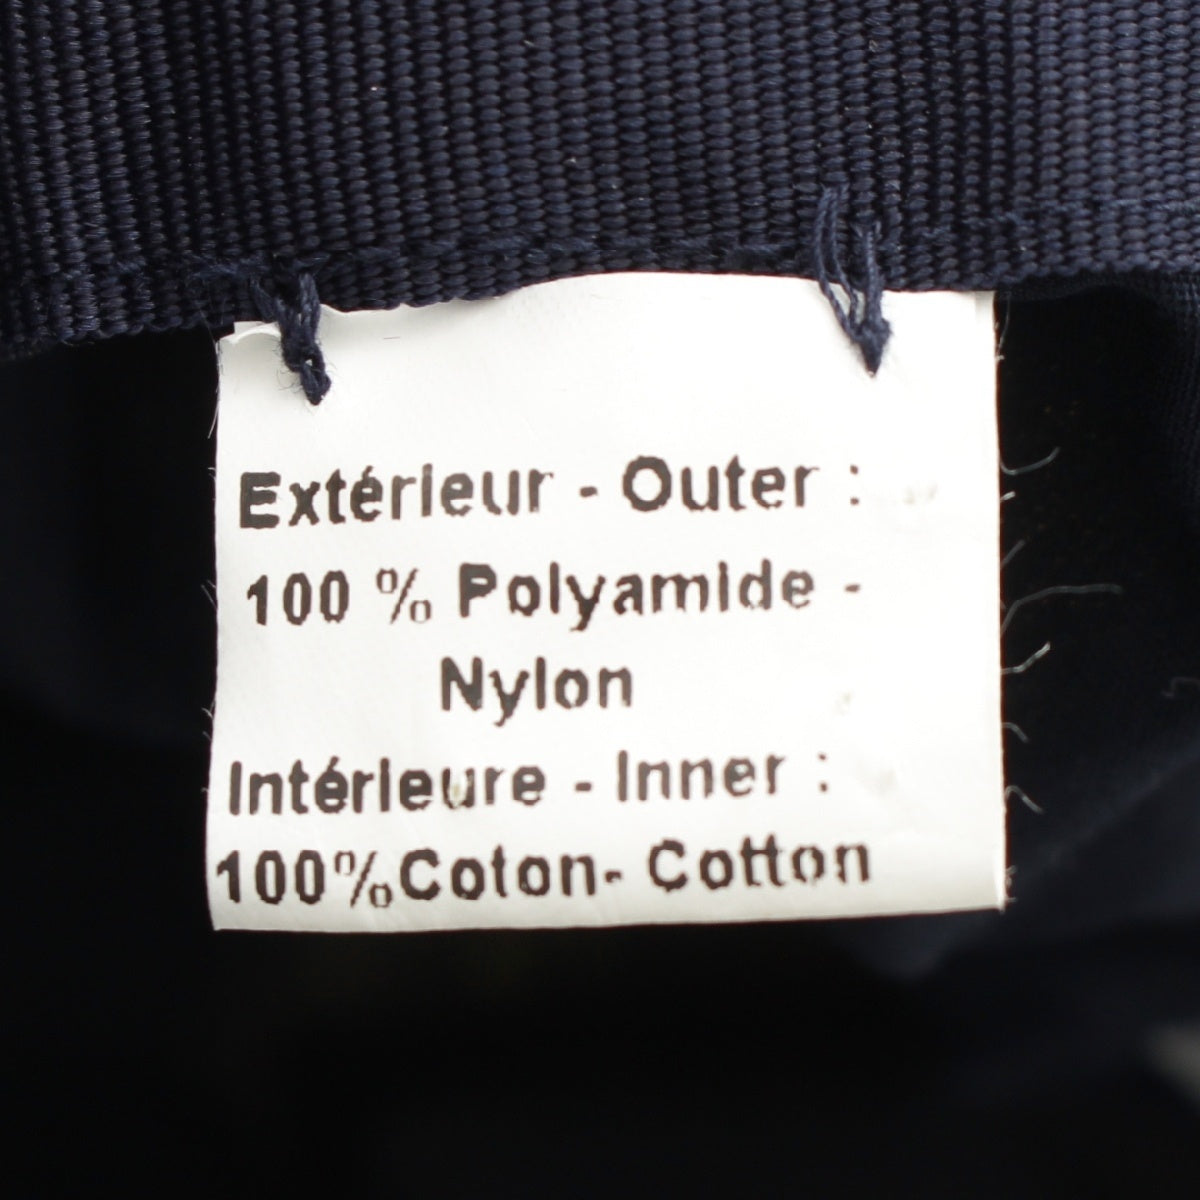 Extérieur - Outer :
100 % Polyamide -
Nylon
Intérieure - Inner :
100%Coton- Cotton